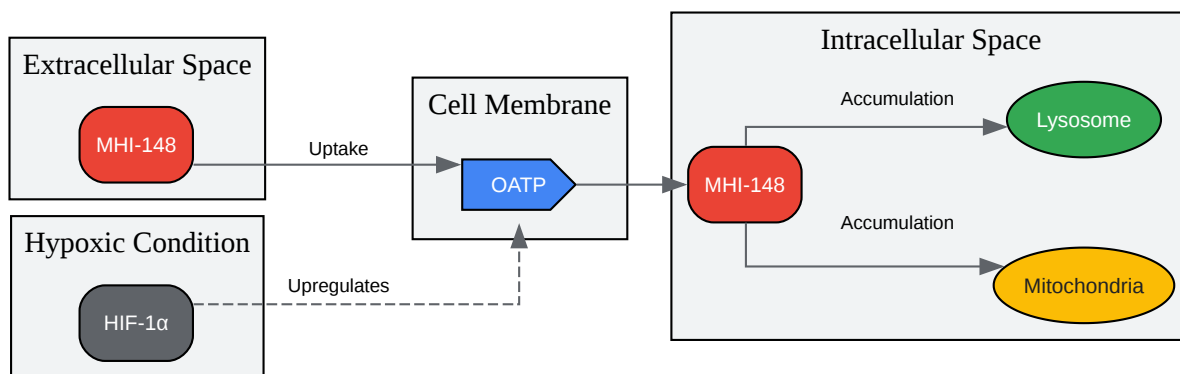 Extracellular Space
MHI-148
Uptake
Hypoxic Condition
HIF-1α
Upregulates
Cell Membrane
OATP
Intracellular Space
MHI-148
Accumulation
Lysosome
Accumulation
Mitochondria